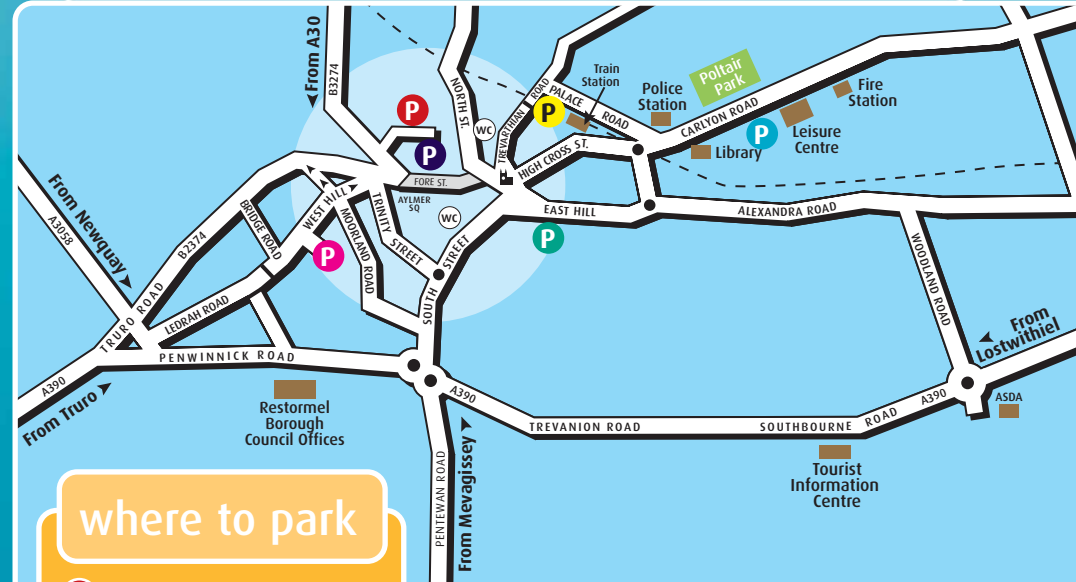 From A30
B3274
P
P
NORTH ST.
WC
TREVARTHIAN ROAD
P
PALACE ROAD
Train
Station
Police
Station
Poltair
Park
CARLYON ROAD
P
Leisure
Centre
Fire
Station
Library
HIGH CROSS ST.
FORE ST.
AYLMER
SQ
WC
EAST HILL
P
ALEXANDRA ROAD
WOODLAND ROAD
From Newquay
A3058
B2374
BRIDGE ROAD
WEST HILL
MOORLAND ROAD
TRINITY STREET
SOUTH STREET
P
TRURO ROAD
LEDRAH ROAD
PENWINNICK ROAD
A390
From Truro
Restormel
Borough
Council Offices
A390
TREVANION ROAD
SOUTHBOURNE ROAD
A390
From
Lostwithiel
ASDA
Tourist
Information
Centre
PENTEWAN ROAD
From Mevagissey
where to park